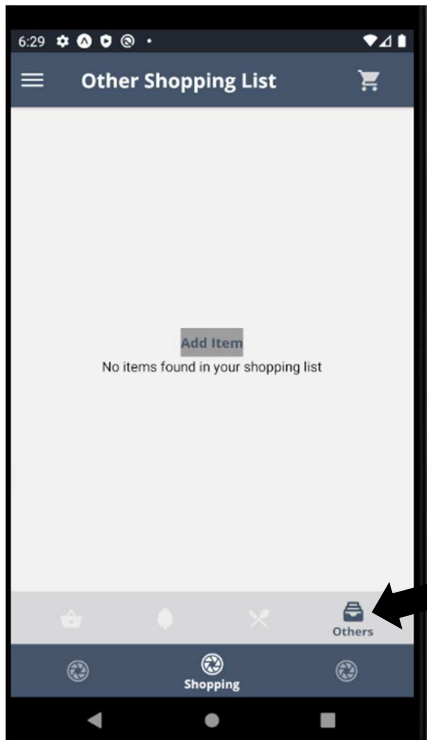 6:29
Other Shopping List
Add Item
No items found in your shopping list
Others
Shopping